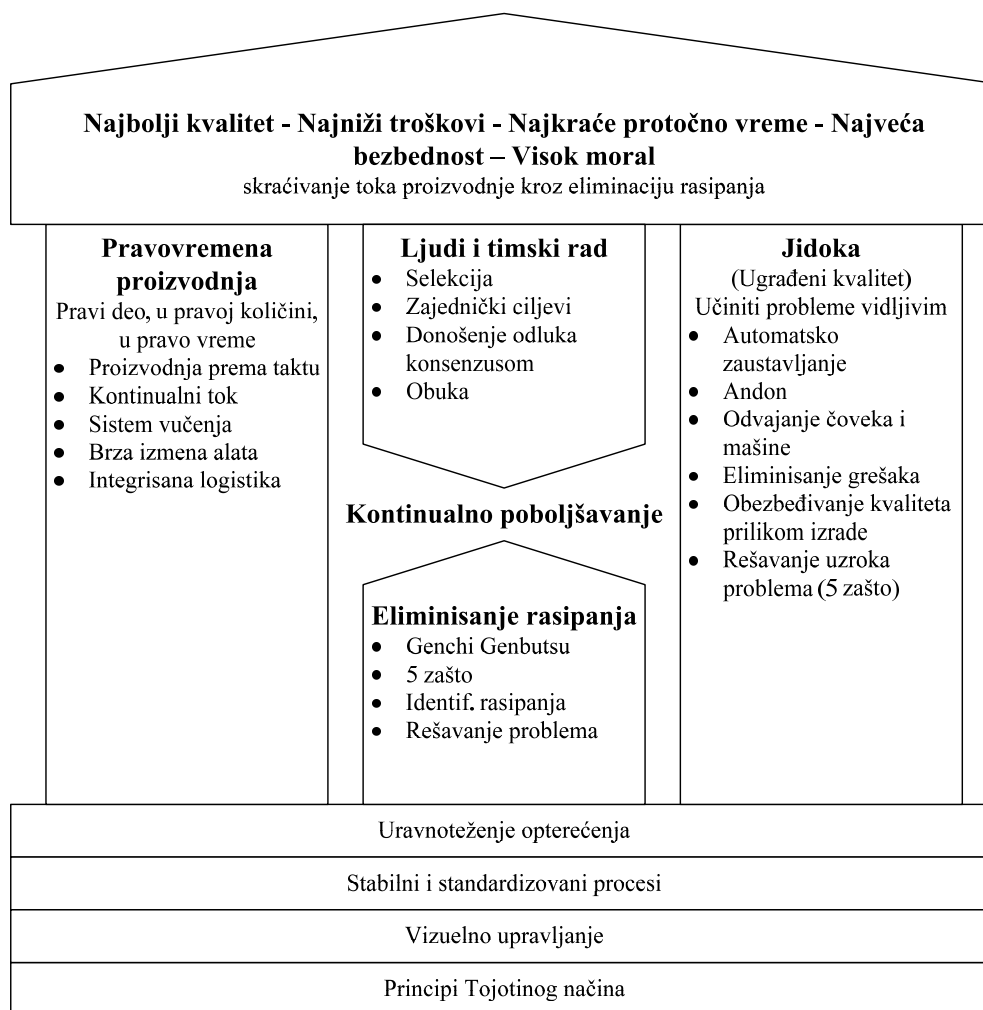 Najbolji kvalitet - Najniži troškovi - Najkraće protočno vreme - Najveća
bezbednost – Visok moral
skraćivanje toka proizvodnje kroz eliminaciju rasipanja
Pravovremena
proizvodnja
Pravi deo, u pravoj količini,
u pravo vreme
● Proizvodnja prema taktu
● Kontinualni tok
● Sistem vučenja
● Brza izmena alata
● Integrisana logistika
Ljudi i timski rad
● Selekcija
● Zajednički ciljevi
● Donošenje odluka
konsenzusom
● Obuka
Kontinualno poboljšavanje
Eliminisanje rasipanja
● Genchi Genbutsu
● 5 zašto
● Identif. rasipanja
● Rešavanje problema
Jidoka
(Ugrađeni kvalitet)
Učiniti probleme vidljivim
● Automatsko
zaustavljanje
● Andon
● Odvajanje čoveka i
mašine
● Eliminisanje grešaka
● Obezbeđivanje kvaliteta
prilikom izrade
● Rešavanje uzroka
problema (5 zašto)
Uravnoteženje opterećenja
Stabilni i standardizovani procesi
Vizuelno upravljanje
Principi Tojotinog načina